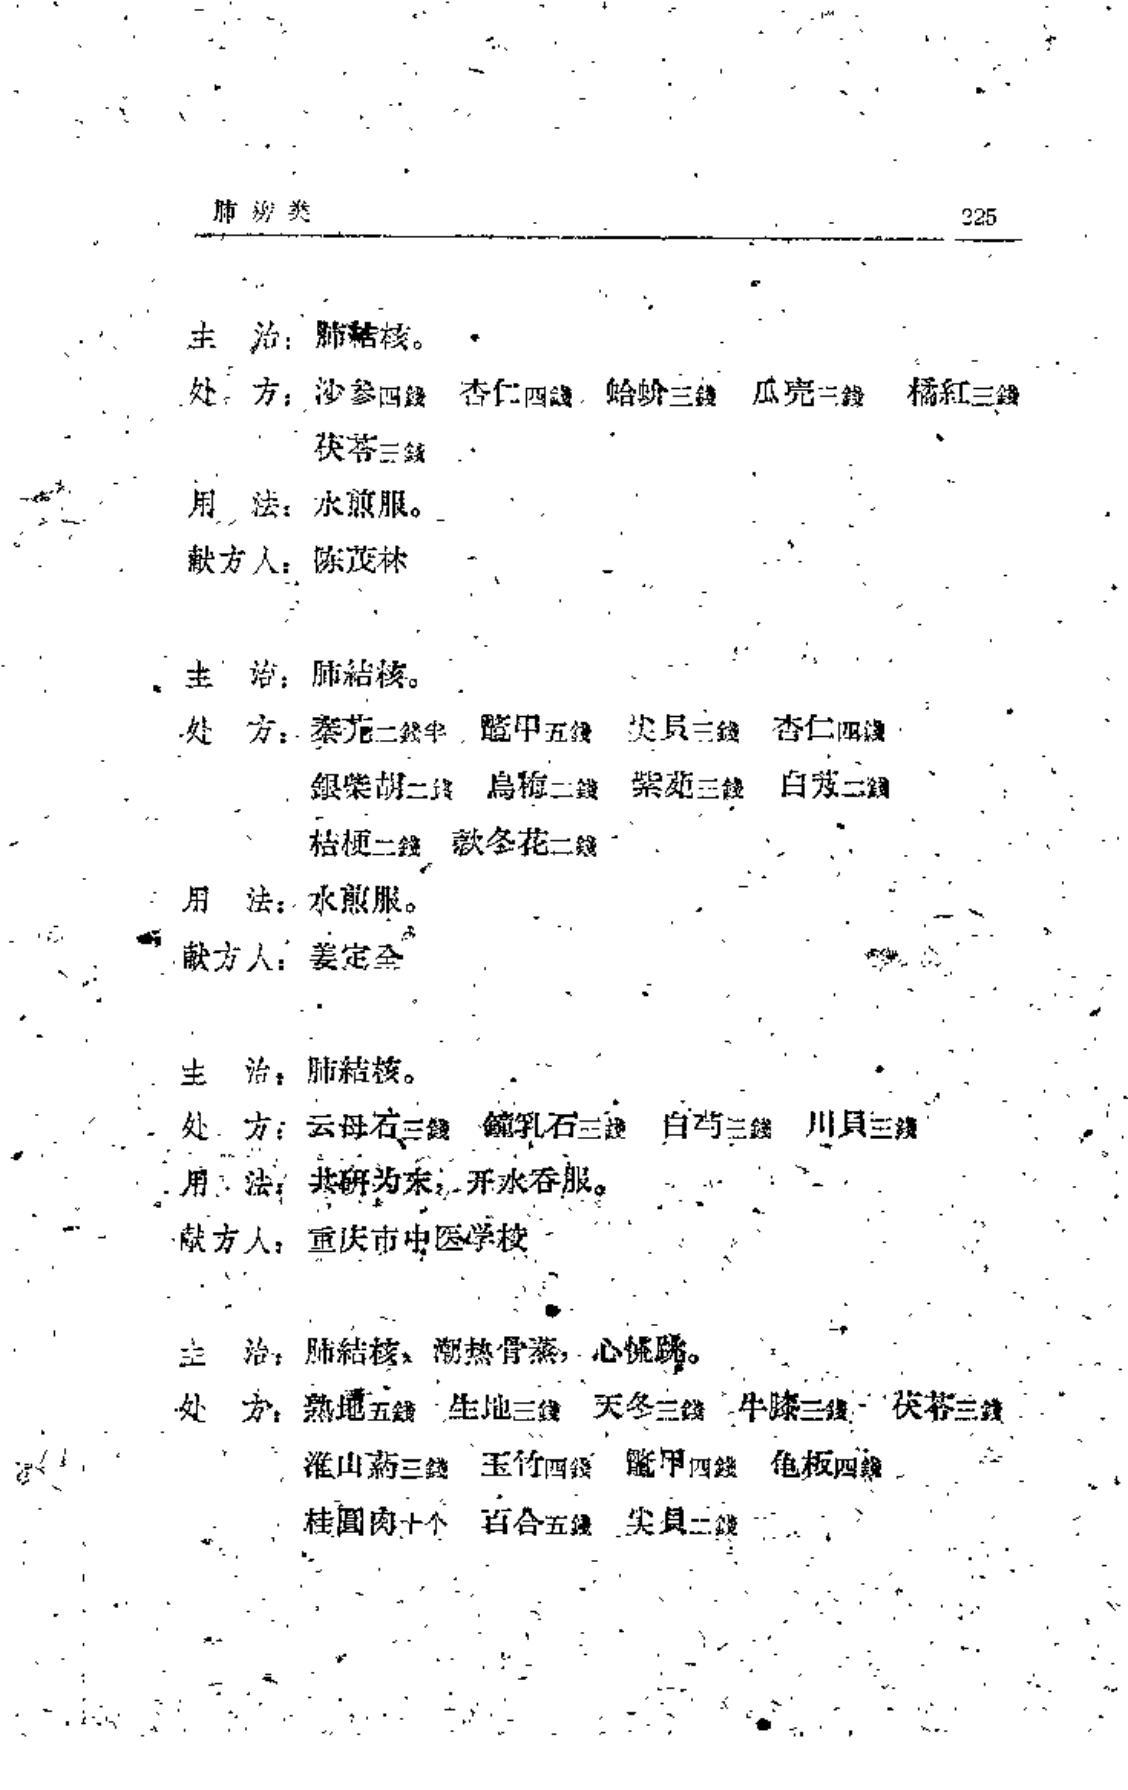 肺痨类 225
主　治：肺結核。
处　方：沙参四錢　杏仁四錢　蛤蚧三錢　瓜壳三錢　橘紅三錢
茯苓三錢
用　法：水煎服。
献方人：陈茂林
主　治：肺結核。
处　方：秦艽二錢半　鼈甲五錢　尖貝三錢　杏仁四錢
銀柴胡二錢　烏梅二錢　紫菀三錢　白芨二錢
桔梗二錢　款冬花二錢
用　法：水煎服。
献方人：姜定全
主　治：肺結核。
处　方：云母石三錢　鐘乳石三錢　白芍三錢　川貝三錢
用　法：共研为末，开水吞服。
献方人：重庆市中医学校
主　治：肺結核、潮热骨蒸，心慌跳。
处　方：熟地五錢　生地三錢　天冬三錢　牛膝三錢　茯苓三錢
淮山葯三錢　玉竹四錢　鼈甲四錢　龟板四錢
桂圓肉十个　百合五錢　尖貝二錢